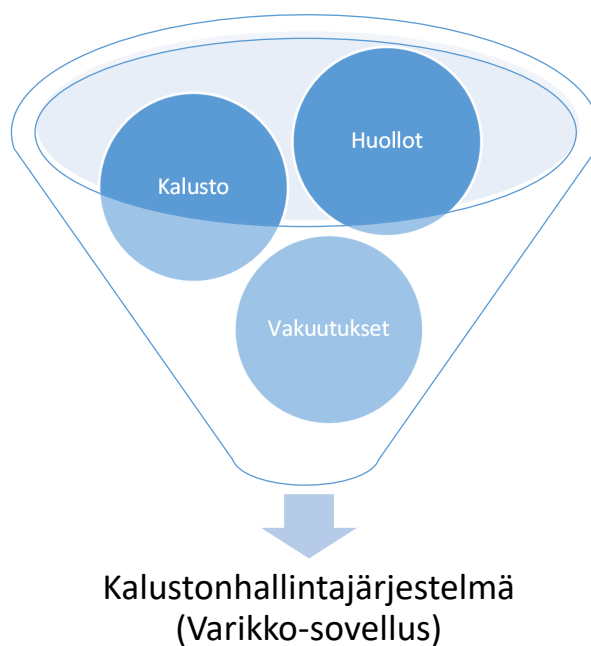 Huollot
Kalusto
Vakuutukset
Kalustonhallintajärjestelmä
(Varikko-sovellus)